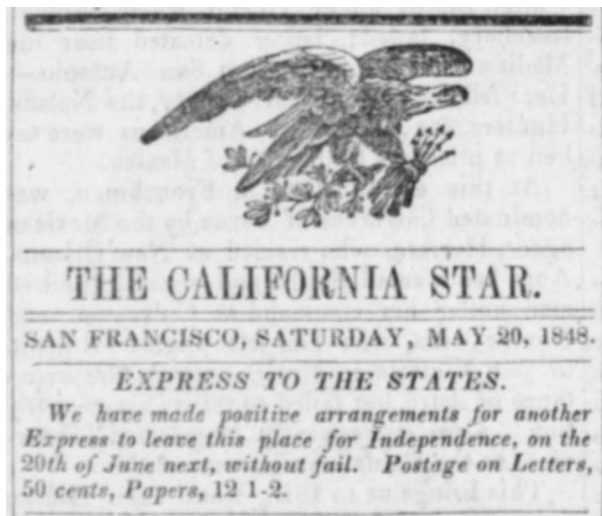 THE CALIFORNIA STAR.
SAN FRANCISCO, SATURDAY, MAY 20, 1848.
EXPRESS TO THE STATES.
We have made positive arrangements for another
Express to leave this place for Independence, on the
20th of June next, without fail. Postage on Letters,
50 cents, Papers, 12 1-2.